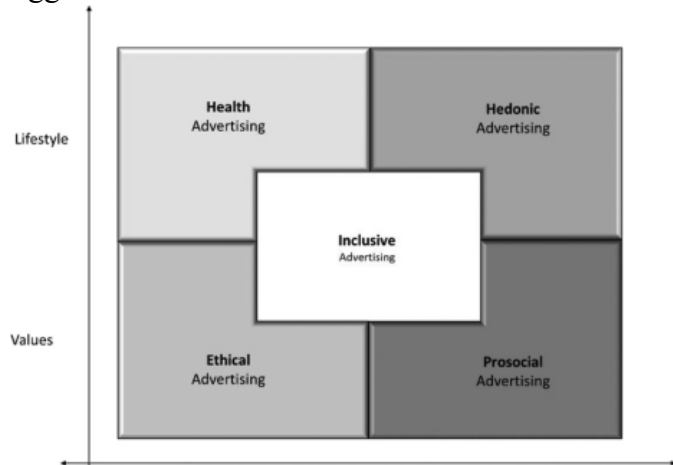 Health
Advertising
Hedonic
Advertising
Lifestyle
Inclusive
Advertising
Values
Ethical
Advertising
Prosocial
Advertising